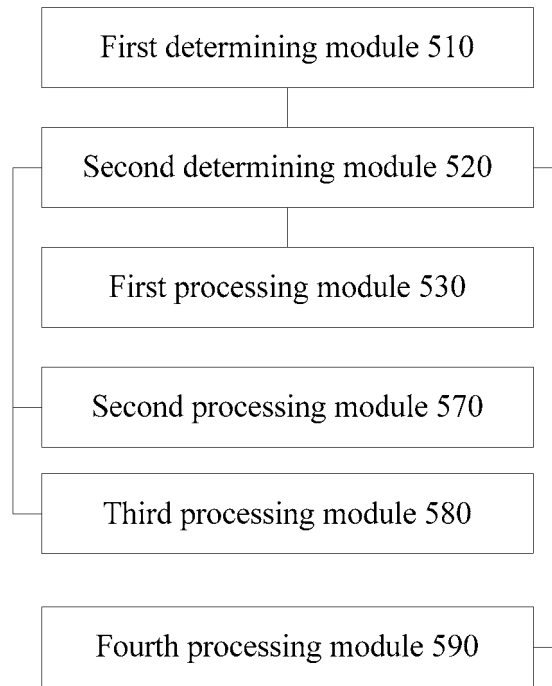 First determining module 510
Second determining module 520
First processing module 530
Second processing module 570
Third processing module 580
Fourth processing module 590